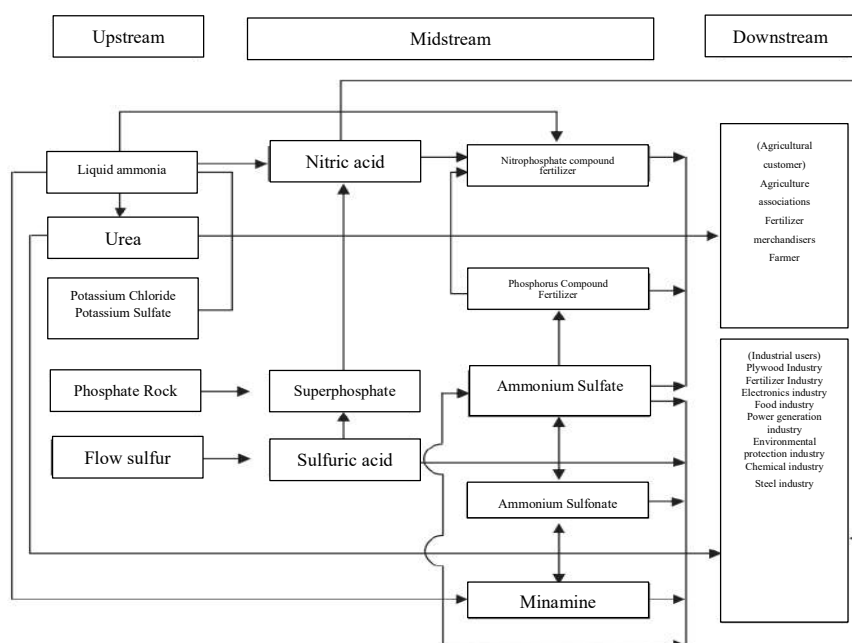 Upstream
Midstream
Downstream
Liquid ammonia
Urea
Potassium Chloride
Potassium Sulfate
Phosphate Rock
Flow sulfur
Nitric acid
Superphosphate
Sulfuric acid
Nitrophosphate compound
fertilizer
Phosphorus Compound
Fertilizer
Ammonium Sulfate
Ammonium Sulfonate
Minamine
(Agricultural
customer)
Agriculture
associations
Fertilizer
merchandisers
Farmer
(Industrial users)
Plywood Industry
Fertilizer Industry
Electronics industry
Food industry
Power generation
industry
Environmental
protection industry
Chemical industry
Steel industry